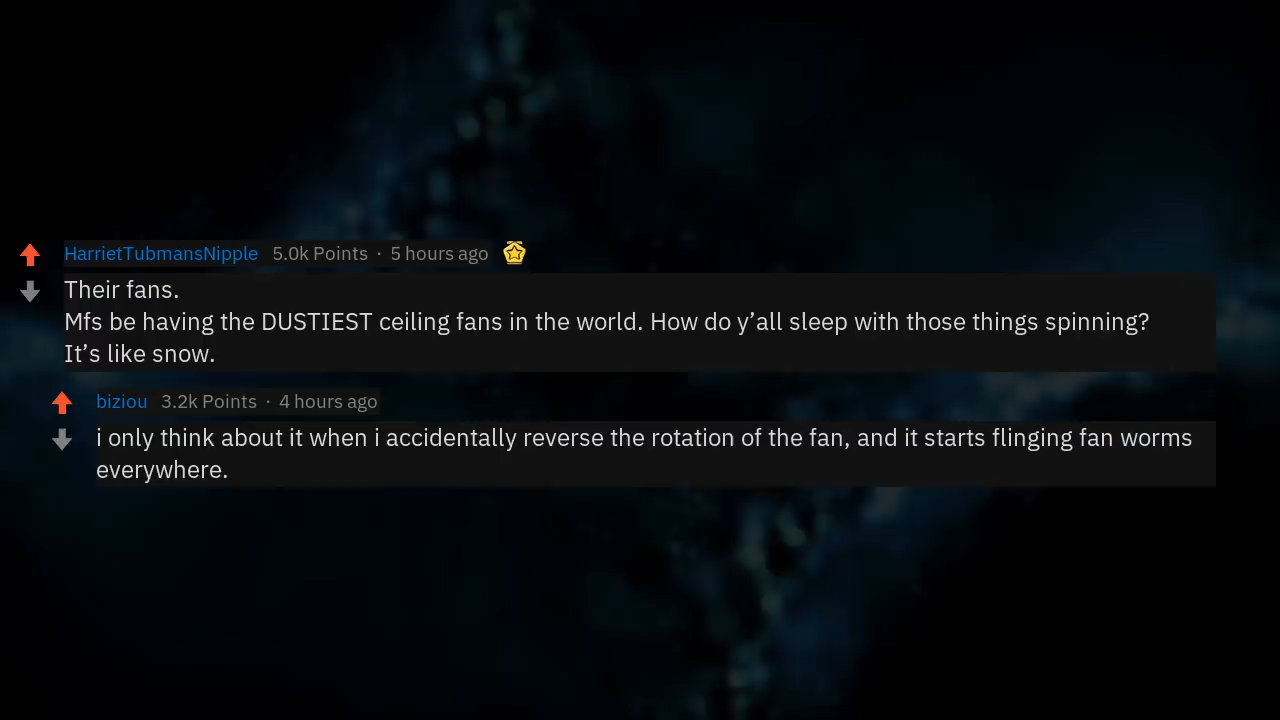 HarrietTubmansNipple 5.0k Points · 5 hours ago
Their fans.
Mfs be having the DUSTIEST ceiling fans in the world. How do y’all sleep with those things spinning?
It’s like snow.
biziou 3.2k Points · 4 hours ago
i only think about it when i accidentally reverse the rotation of the fan, and it starts flinging fan worms
everywhere.